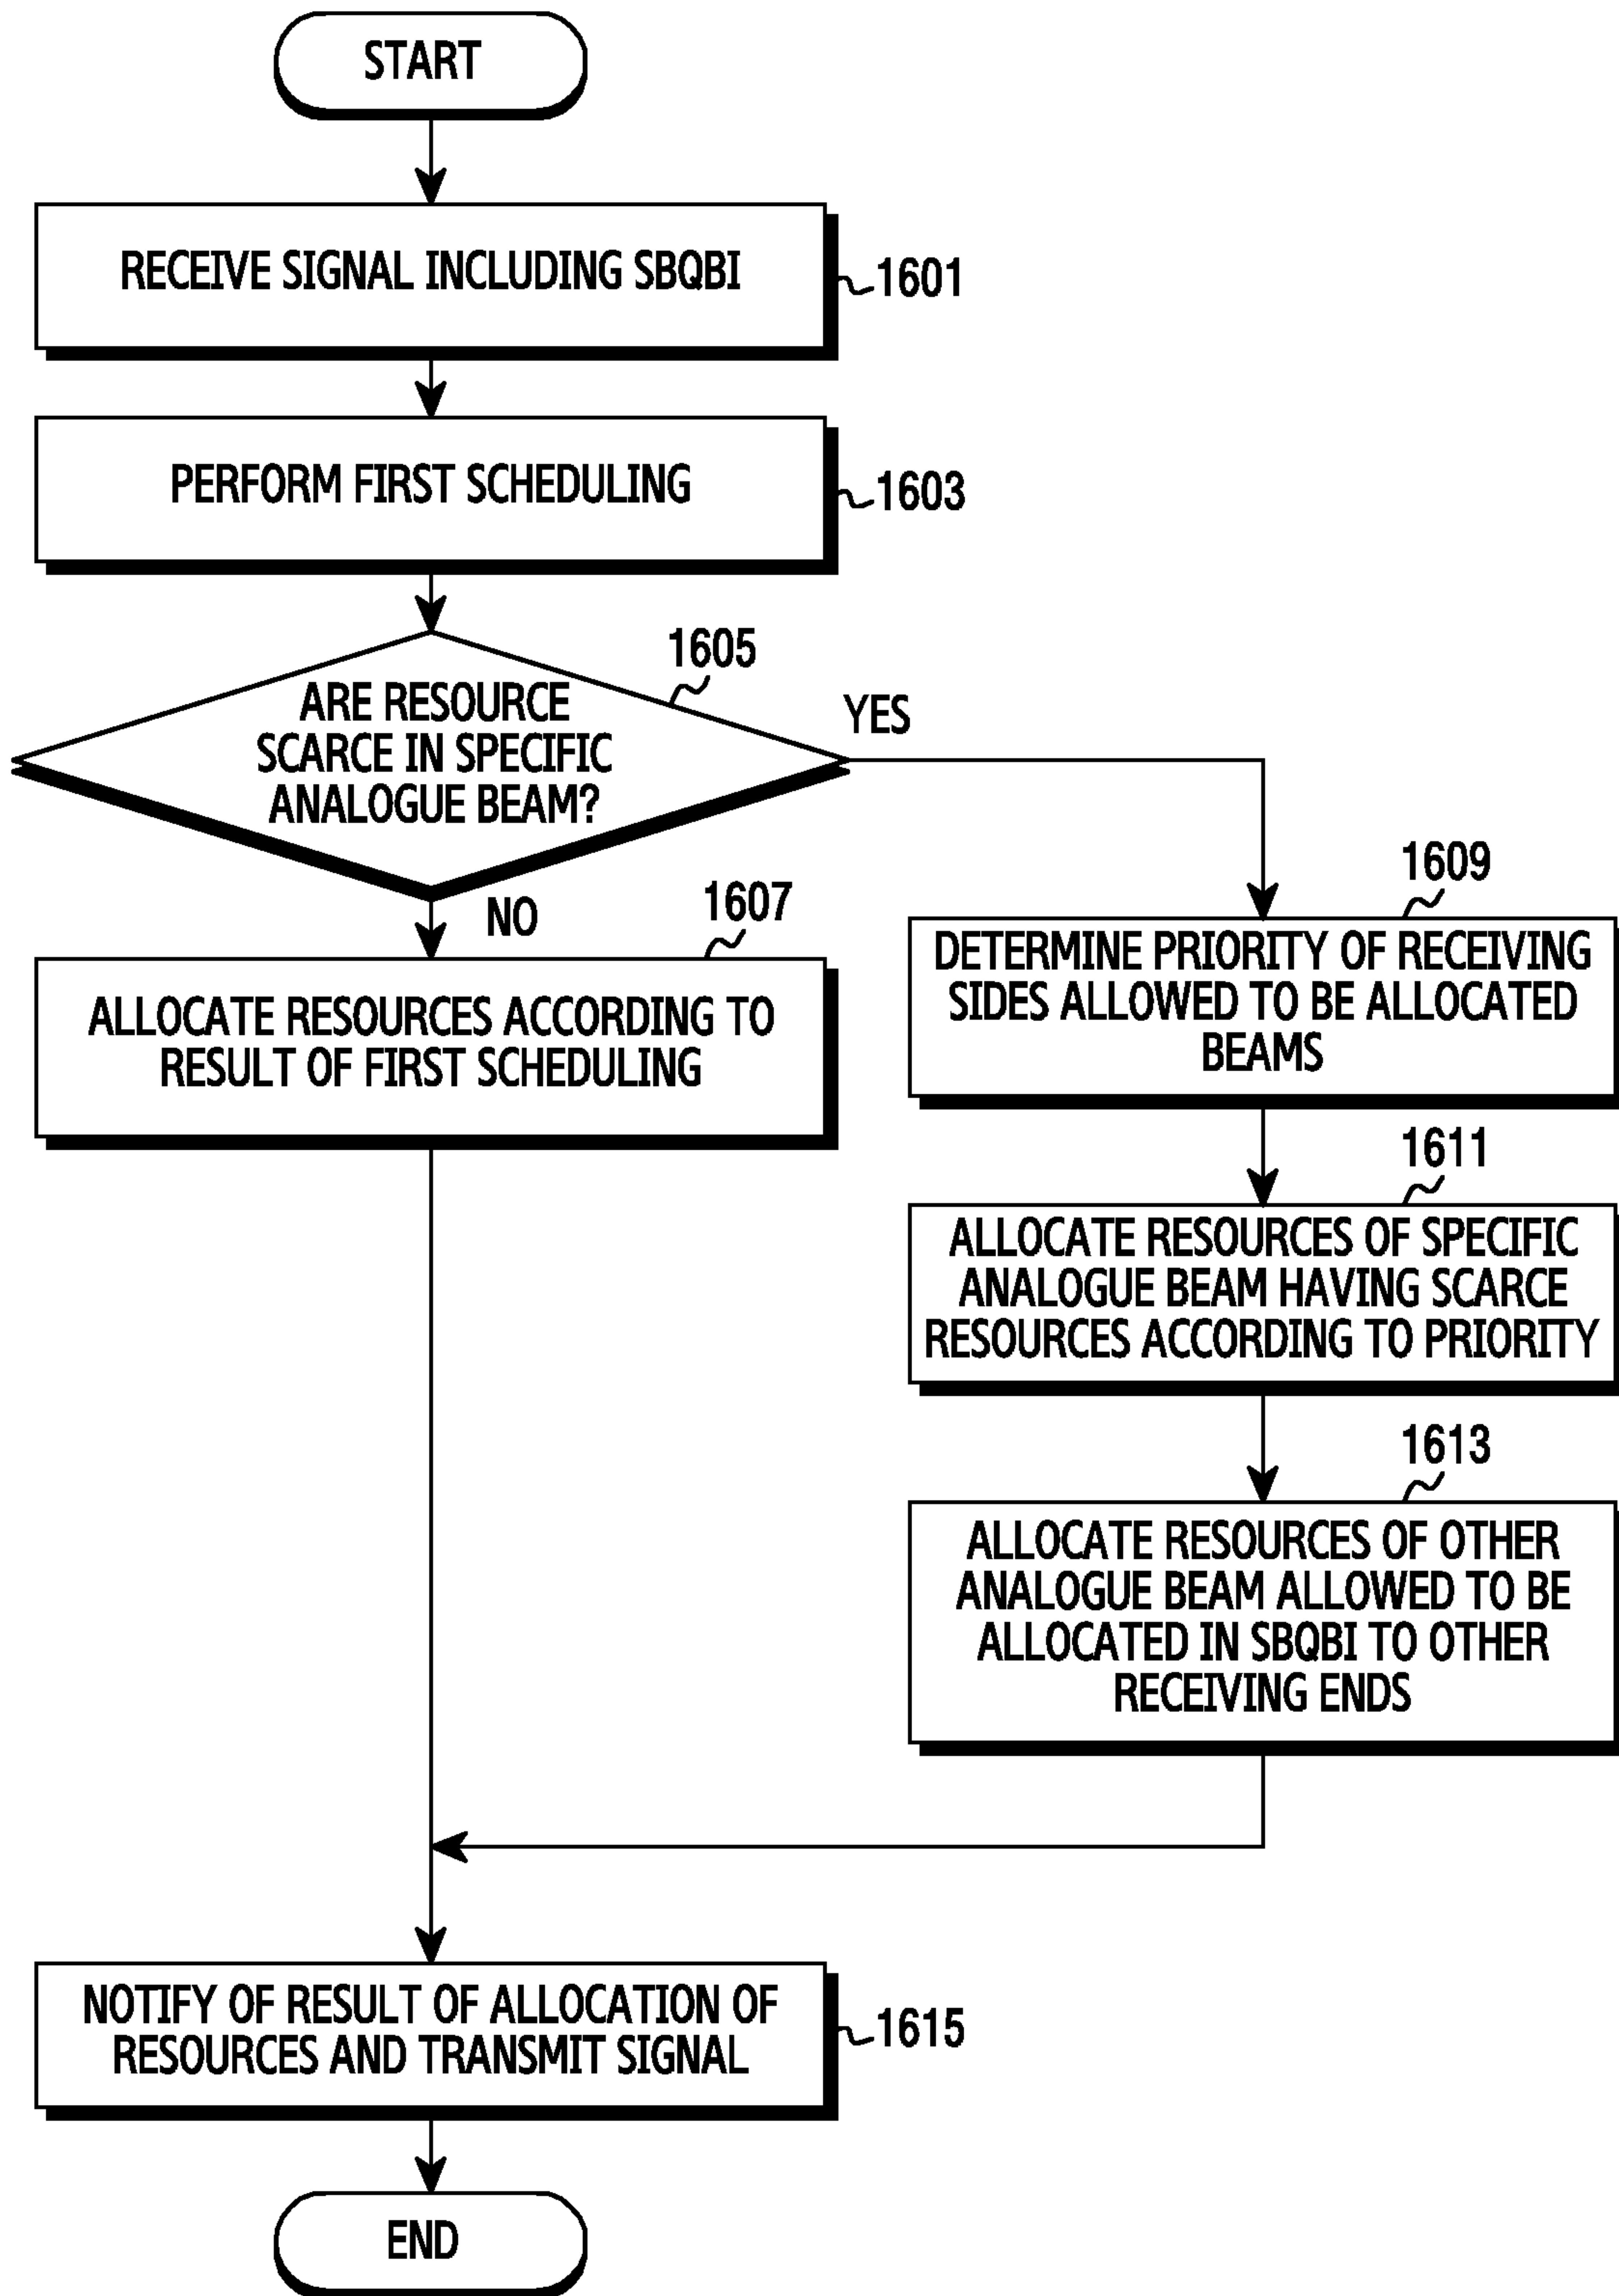 START
RECEIVE SIGNAL INCLUDING SBQBI
1601
PERFORM FIRST SCHEDULING
1603
1605
ARE RESOURCE
SCARCE IN SPECIFIC
ANALOGUE BEAM?
YES
NO
1607
ALLOCATE RESOURCES ACCORDING TO
RESULT OF FIRST SCHEDULING
1609
DETERMINE PRIORITY OF RECEIVING
SIDES ALLOWED TO BE ALLOCATED
BEAMS
1611
ALLOCATE RESOURCES OF SPECIFIC
ANALOGUE BEAM HAVING SCARCE
RESOURCES ACCORDING TO PRIORITY
1613
ALLOCATE RESOURCES OF OTHER
ANALOGUE BEAM ALLOWED TO BE
ALLOCATED IN SBQBI TO OTHER
RECEIVING ENDS
NOTIFY OF RESULT OF ALLOCATION OF
RESOURCES AND TRANSMIT SIGNAL
1615
END